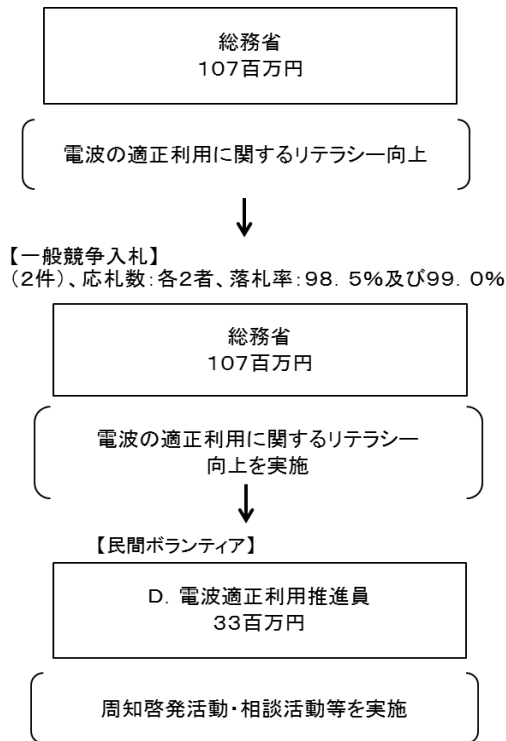 総務省
107百万円
電波の適正利用に関するリテラシー向上
【一般競争入札】
(2件)、応札数:各2者、落札率:98.5%及び99.0%
総務省
107百万円
電波の適正利用に関するリテラシー
向上を実施
【民間ボランティア】
D.電波適正利用推進員
33百万円
周知啓発活動・相談活動等を実施